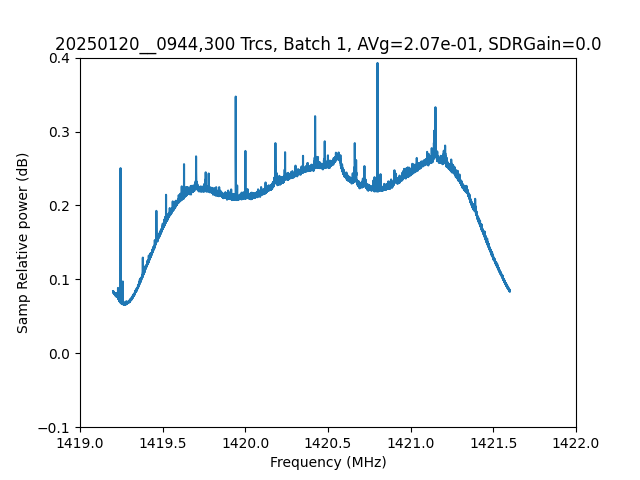 20250120__0944,300 Trcs, Batch 1, AVg=2.07e-01, SDRGain=0.0
0.4
0.3
0.2
0.1
0.0
−0.1
Samp Relative power (dB)
1419.0 1419.5 1420.0 1420.5 1421.0 1421.5 1422.0
Frequency (MHz)